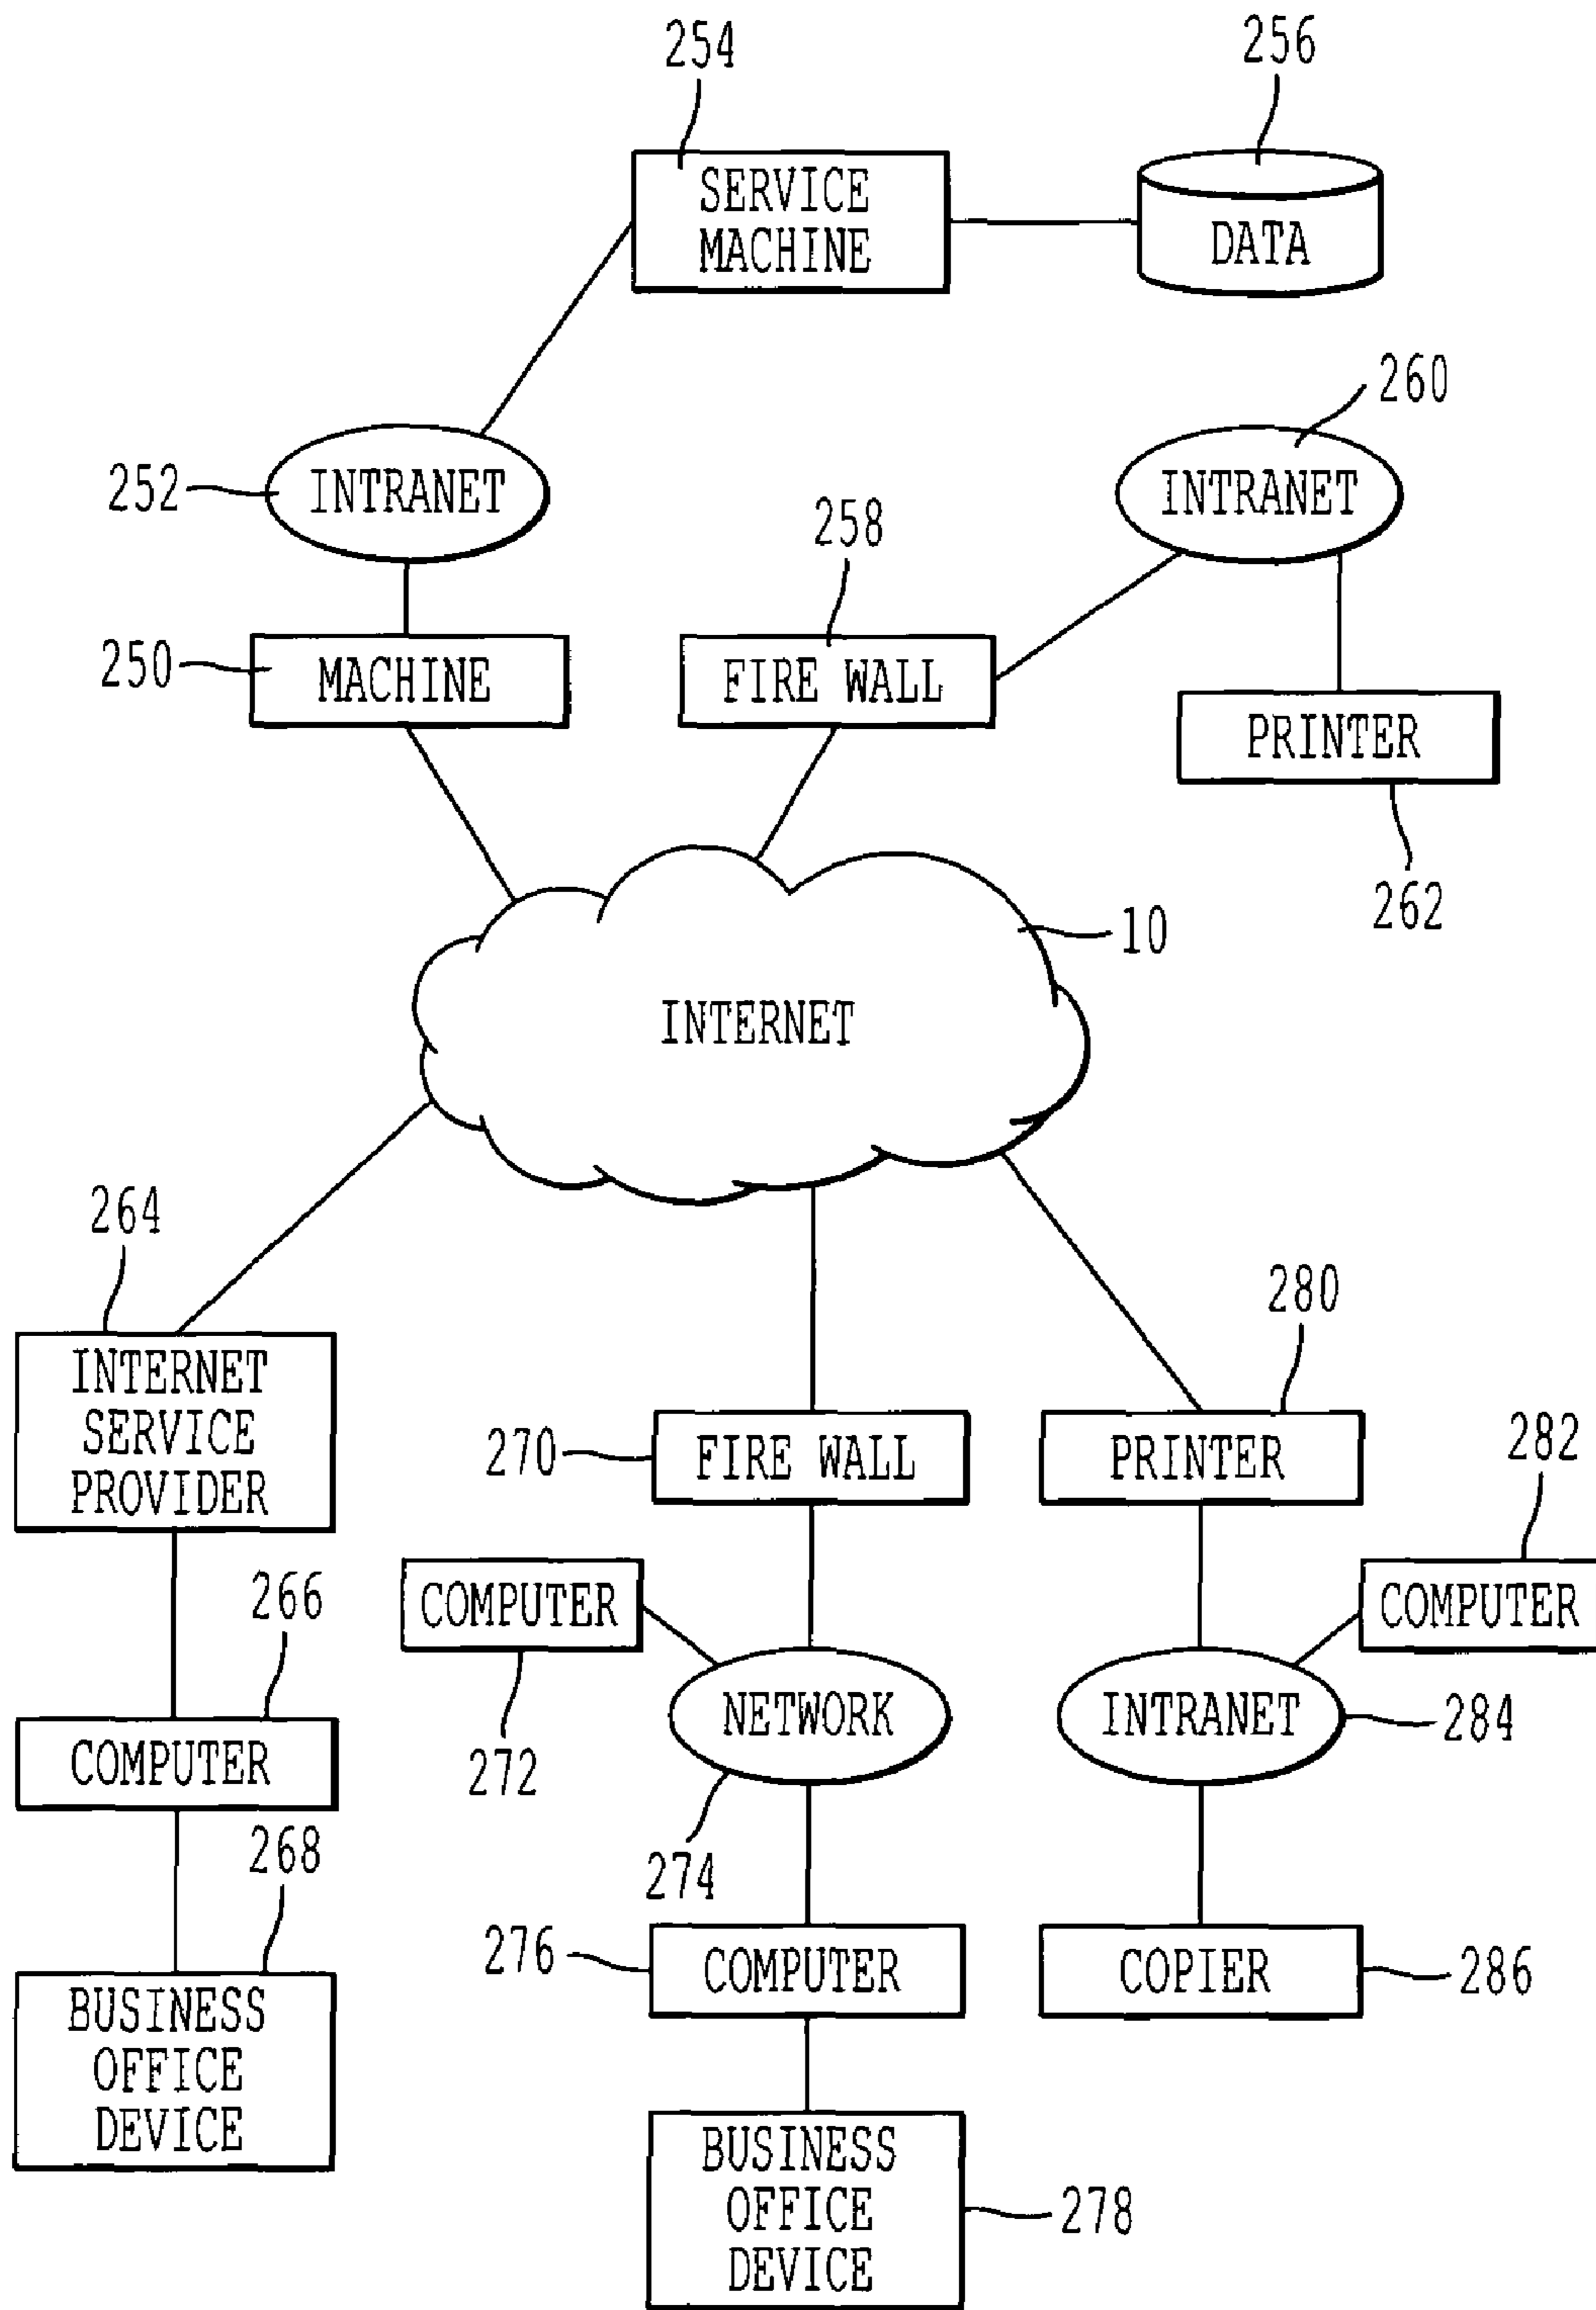 254
256
SERVICE
MACHINE
DATA
260
252
INTRANET
INTRANET
258
250
MACHINE
FIRE WALL
PRINTER
262
10
INTERNET
264
280
INTERNET
SERVICE
PROVIDER
270
FIRE WALL
PRINTER
282
266
COMPUTER
COMPUTER
272
NETWORK
INTRANET
284
COMPUTER
268
274
276
COMPUTER
COPIER
286
BUSINESS
OFFICE
DEVICE
BUSINESS
OFFICE
DEVICE
278